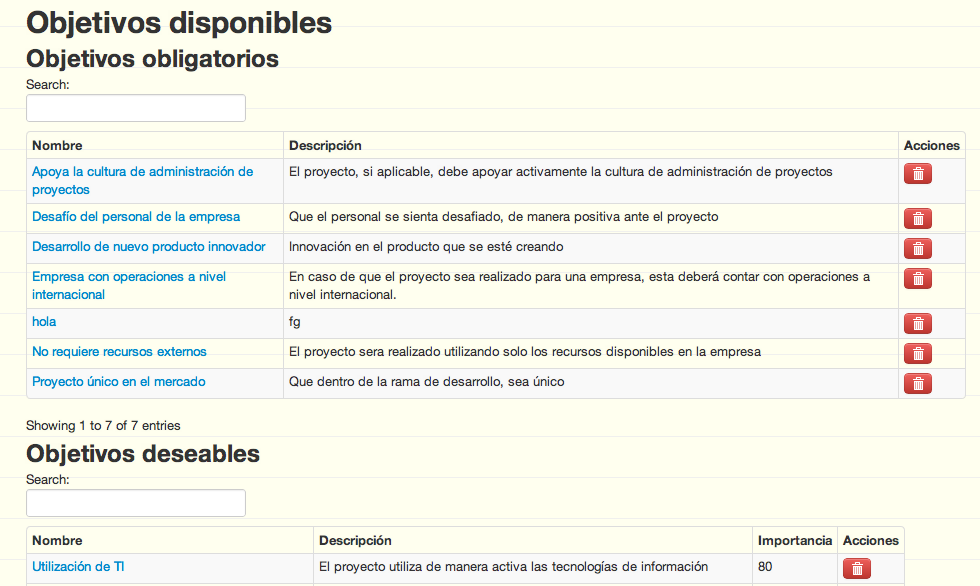 Objetivos disponibles
Objetivos obligatorios
Search:
Nombre Descripción Acciones
Apoya la cultura de administración de El proyecto, si aplicable, debe apoyar activamente la cultura de administración de proyectos
proyectos
Desafío del personal de la empresa Que el personal se sienta desafiado, de manera positiva ante el proyecto
Desarrollo de nuevo producto innovador Innovación en el producto que se esté creando
Empresa con operaciones a nivel En caso de que el proyecto sea realizado para una empresa, esta deberá contar con operaciones a
internacional nivel internacional.
hola fg
No requiere recursos externos El proyecto sera realizado utilizando solo los recursos disponibles en la empresa
Proyecto único en el mercado Que dentro de la rama de desarrollo, sea único
Showing 1 to 7 of 7 entries
Objetivos deseables
Search:
Nombre Descripción Importancia Acciones
Utilización de TI El proyecto utiliza de manera activa las tecnologías de información 80